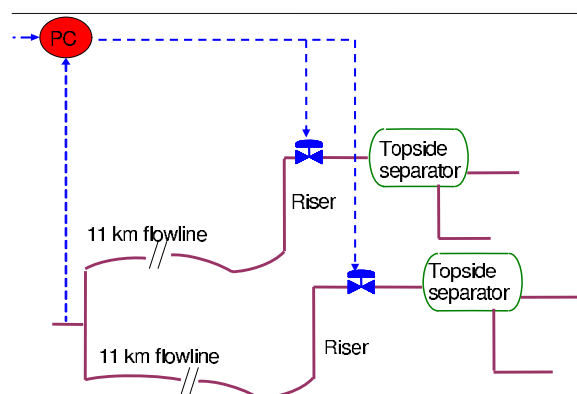 PC
Topside
separator
Riser
11 km flowline
Topside
separator
Riser
11 km flowline